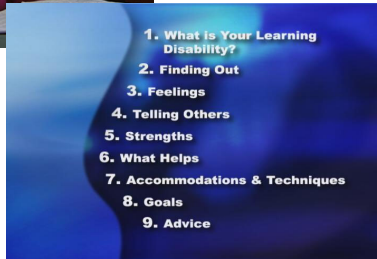 1. What is Your Learning
Disability?
2. Finding Out
3. Feelings
4. Telling Others
5. Strengths
6. What Helps
7. Accommodations & Techniques
8. Goals
9. Advice